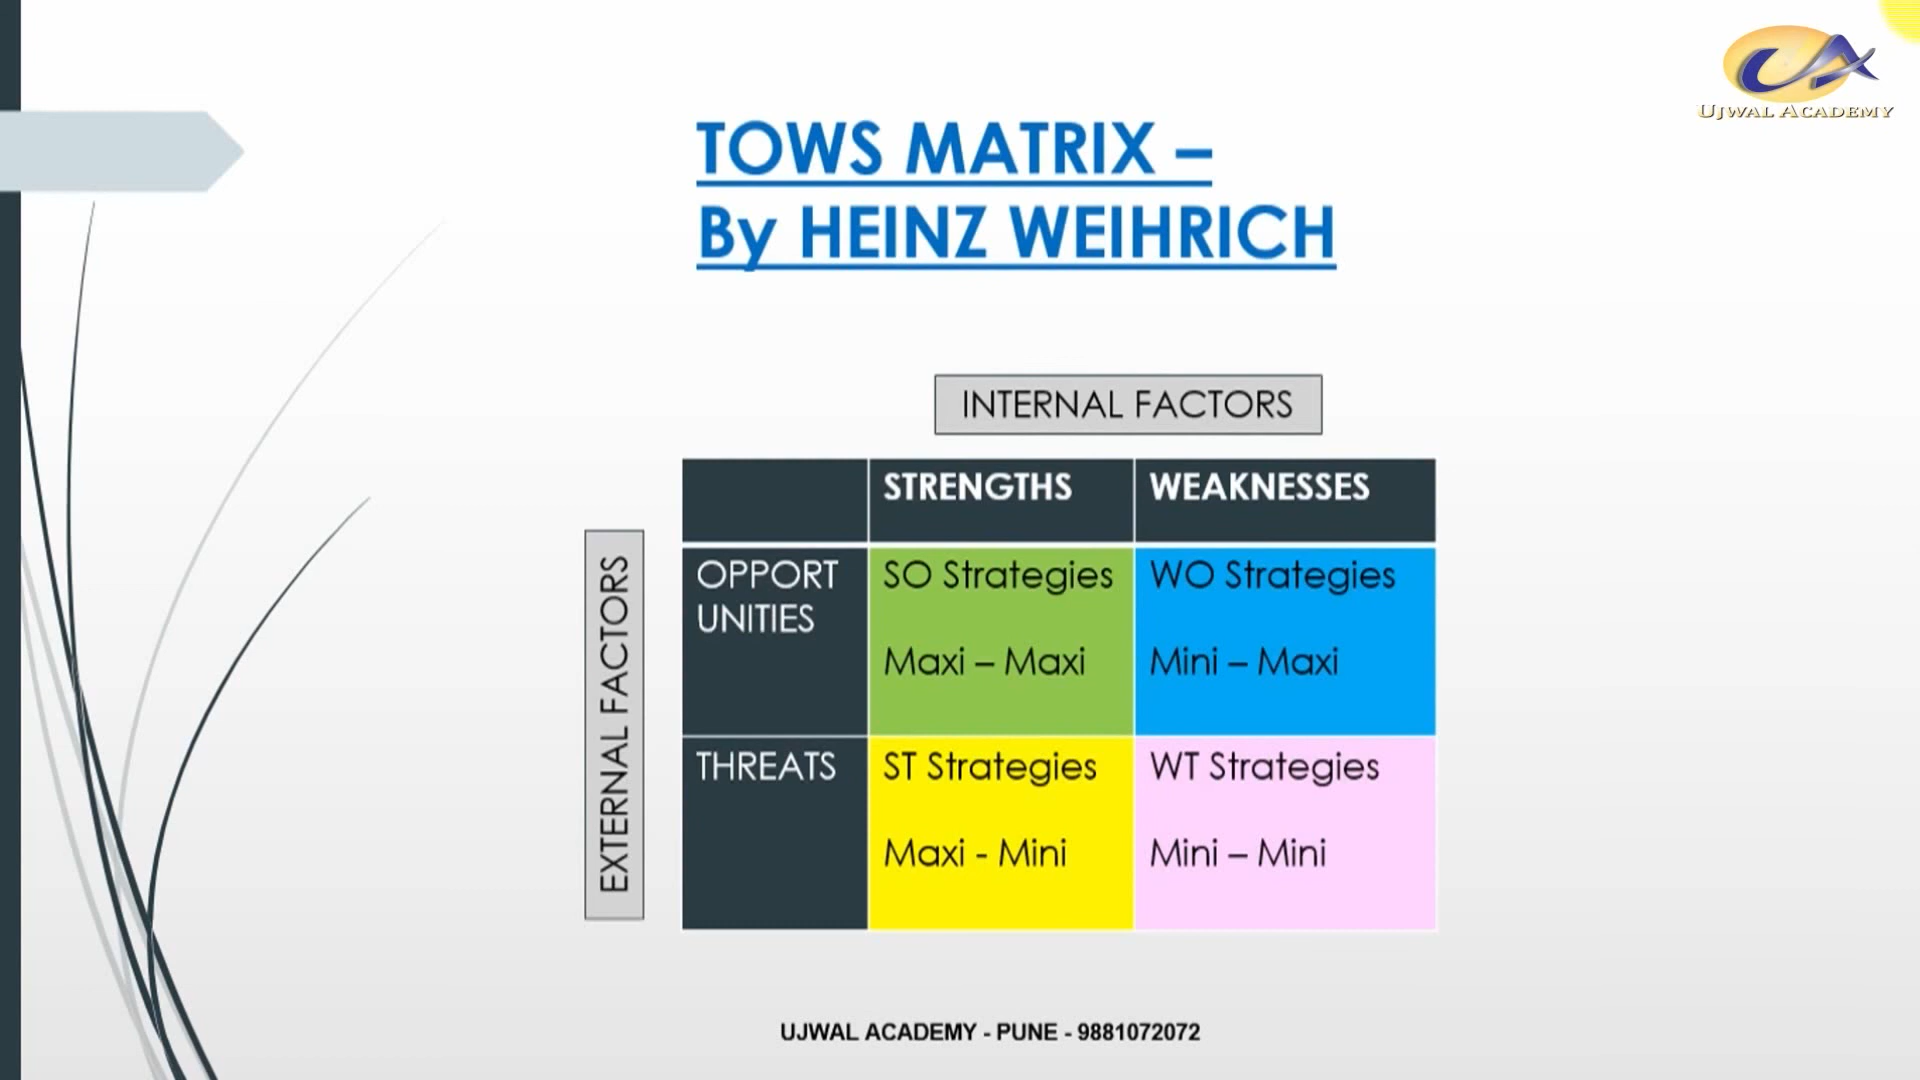 UJWAL ACADEMY
TOWS MATRIX –
By HEINZ WEIHRICH
INTERNAL FACTORS
EXTERNAL FACTORS
STRENGTHS WEAKNESSES
OPPORT
UNITIES
SO Strategies
Maxi – Maxi
WO Strategies
Mini – Maxi
THREATS
ST Strategies
Maxi - Mini
WT Strategies
Mini – Mini
UJWAL ACADEMY - PUNE - 9881072072